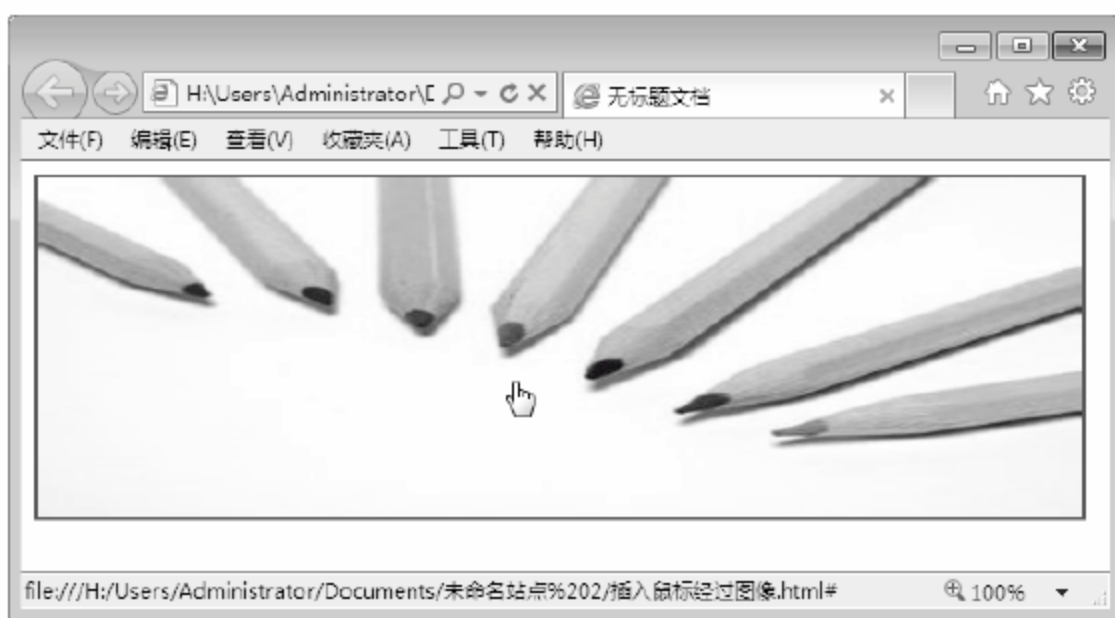 H:\Users\Administrator\D
无标题文档
文件(F) 编辑(E) 查看(V) 收藏夹(A) 工具(T) 帮助(H)
file:///H:/Users/Administrator/Documents/未命名站点%202/插入鼠标经过图像.html#
100%